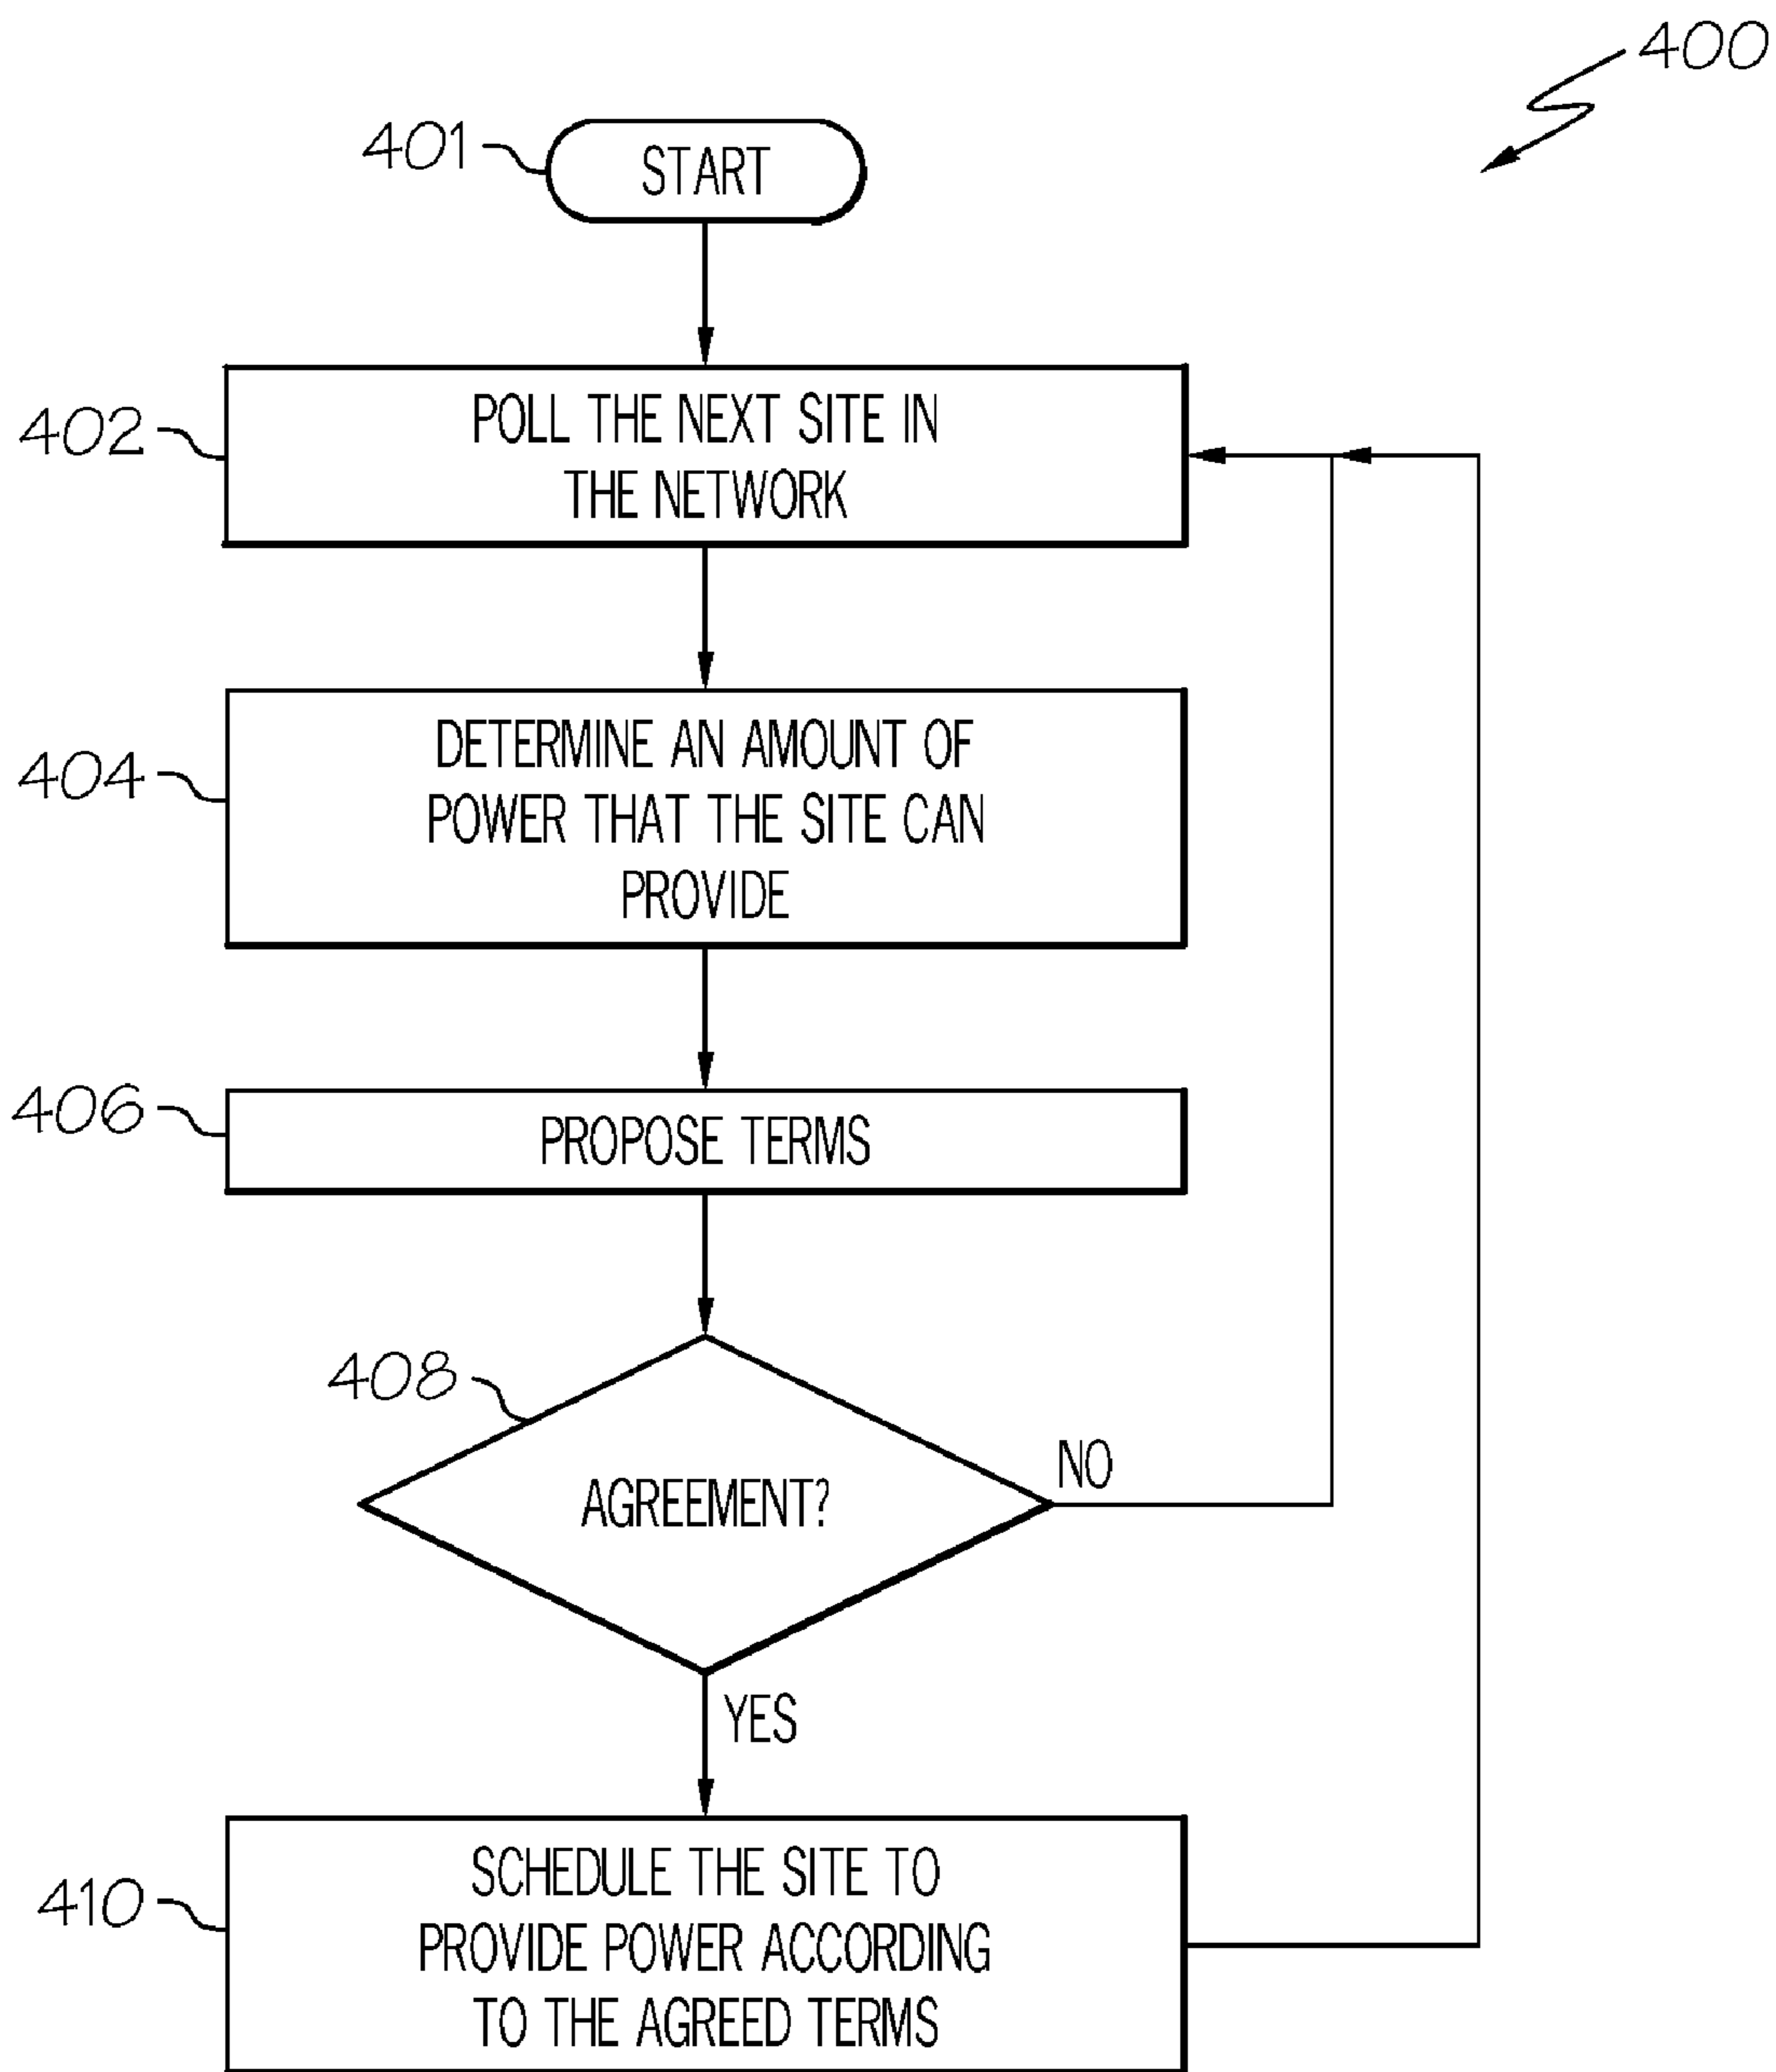 400
401
START
402
POLL THE NEXT SITE IN
THE NETWORK
404
DETERMINE AN AMOUNT OF
POWER THAT THE SITE CAN
PROVIDE
406
PROPOSE TERMS
408
AGREEMENT?
NO
YES
410
SCHEDULE THE SITE TO
PROVIDE POWER ACCORDING
TO THE AGREED TERMS